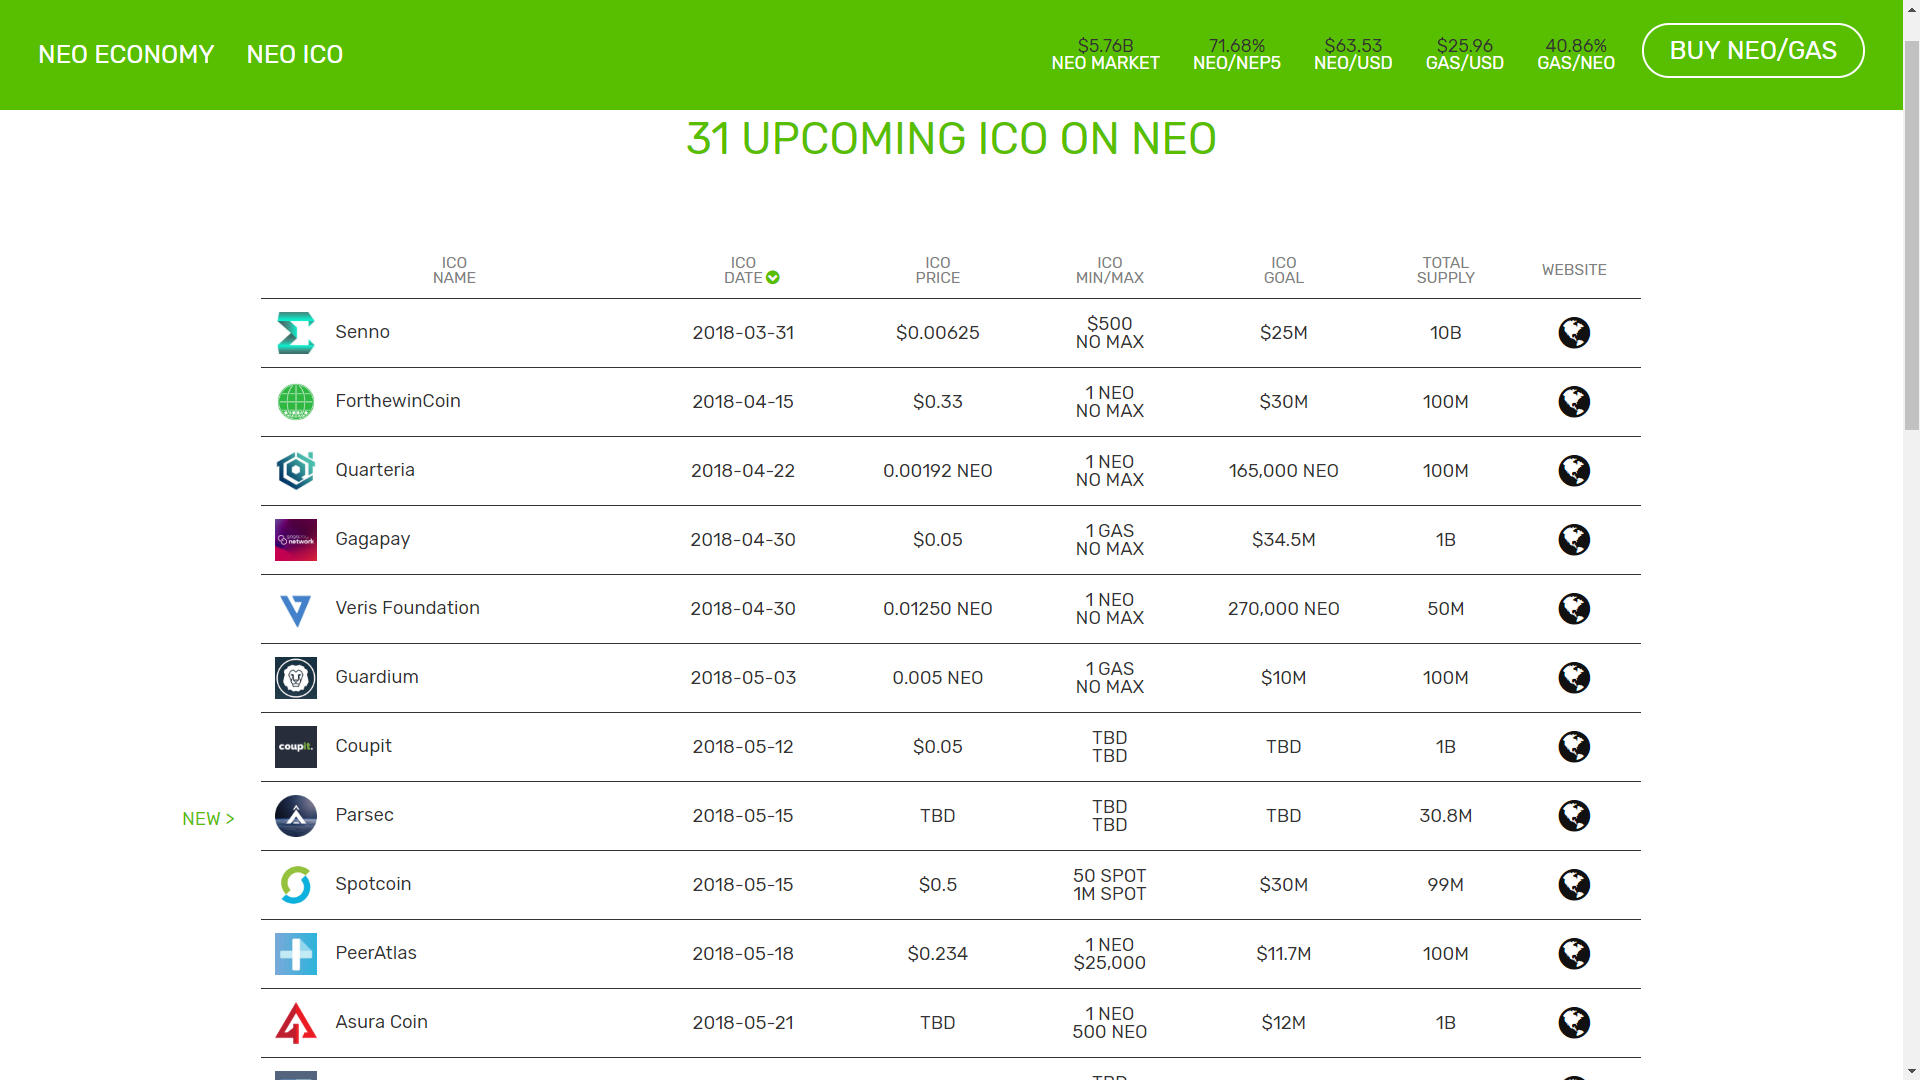 NEO ECONOMY NEO ICO
$5.76B 71.68% $63.53 $25.96 40.86%
NEO MARKET NEO/NEP5 NEO/USD GAS/USD GAS/NEO
BUY NEO/GAS
31 UPCOMING ICO ON NEO
ICO NAME ICO DATE ICO PRICE ICO MIN/MAX ICO GOAL TOTAL SUPPLY WEBSITE
Senno 2018-03-31 $0.00625 $500 NO MAX $25M 10B
ForthewinCoin 2018-04-15 $0.33 1 NEO NO MAX $30M 100M
Quarteria 2018-04-22 0.00192 NEO 1 NEO NO MAX 165,000 NEO 100M
network Gagapay 2018-04-30 $0.05 1 GAS NO MAX $34.5M 1B
Veris Foundation 2018-04-30 0.01250 NEO 1 NEO NO MAX 270,000 NEO 50M
Guardium 2018-05-03 0.005 NEO 1 GAS NO MAX $10M 100M
coupit. Coupit 2018-05-12 $0.05 TBD TBD TBD 1B
NEW > Parsec 2018-05-15 TBD TBD TBD TBD 30.8M
Spotcoin 2018-05-15 $0.5 50 SPOT 1M SPOT $30M 99M
PeerAtlas 2018-05-18 $0.234 1 NEO $25,000 $11.7M 100M
Asura Coin 2018-05-21 TBD 1 NEO 500 NEO $12M 1B